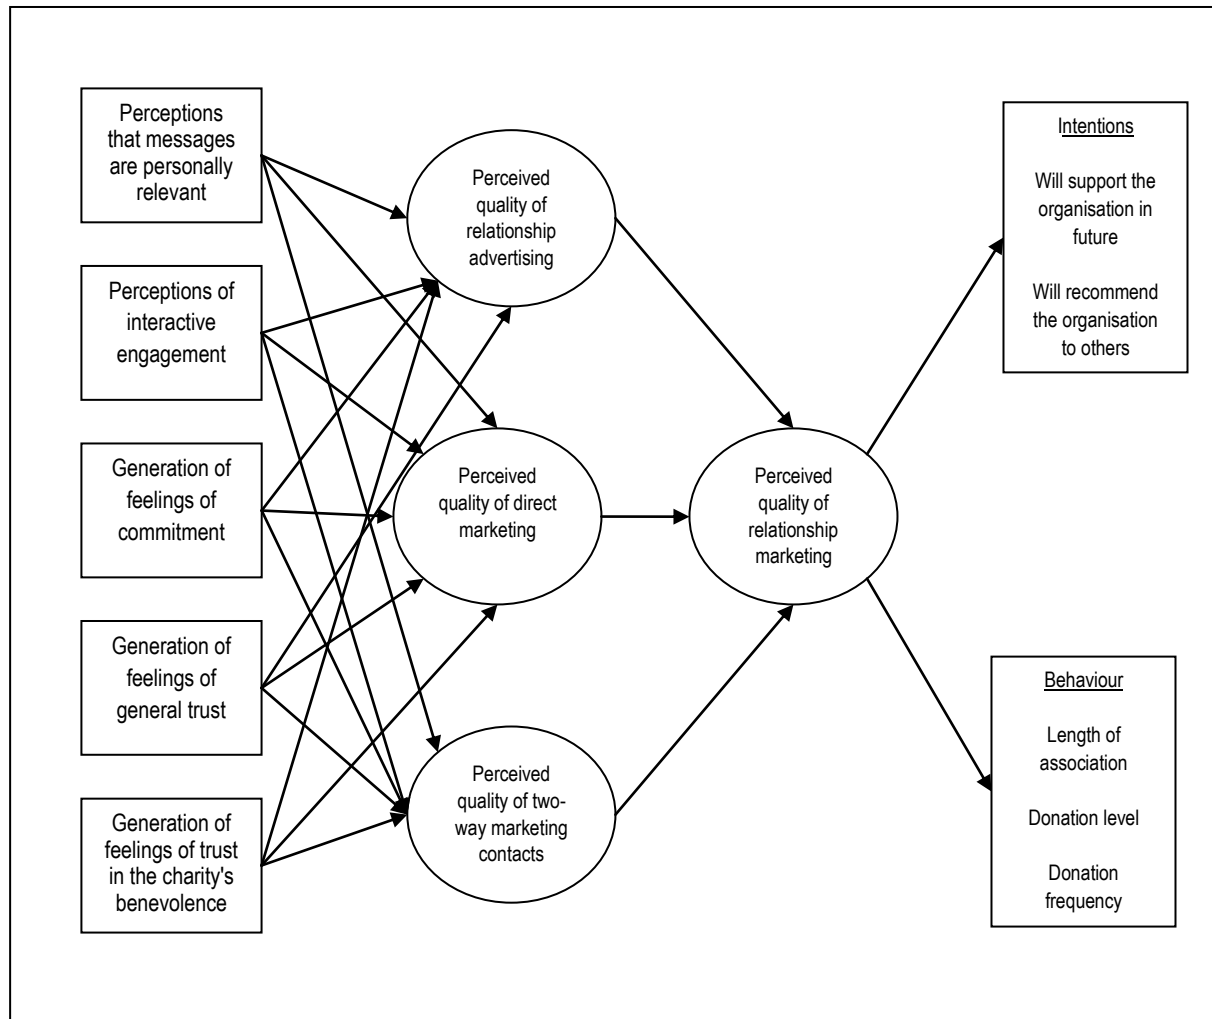 Perceptions
that messages
are personally
relevant
Perceptions of
interactive
engagement
Generation of
feelings of
commitment
Generation of
feelings of
general trust
Generation of
feelings of trust
in the charity's
benevolence
Perceived
quality of
relationship
advertising
Perceived
quality of direct
marketing
Perceived
quality of two-
way marketing
contacts
Perceived
quality of
relationship
marketing
Intentions
Will support the
organisation in
future
Will recommend
the organisation
to others
Behaviour
Length of
association
Donation level
Donation
frequency